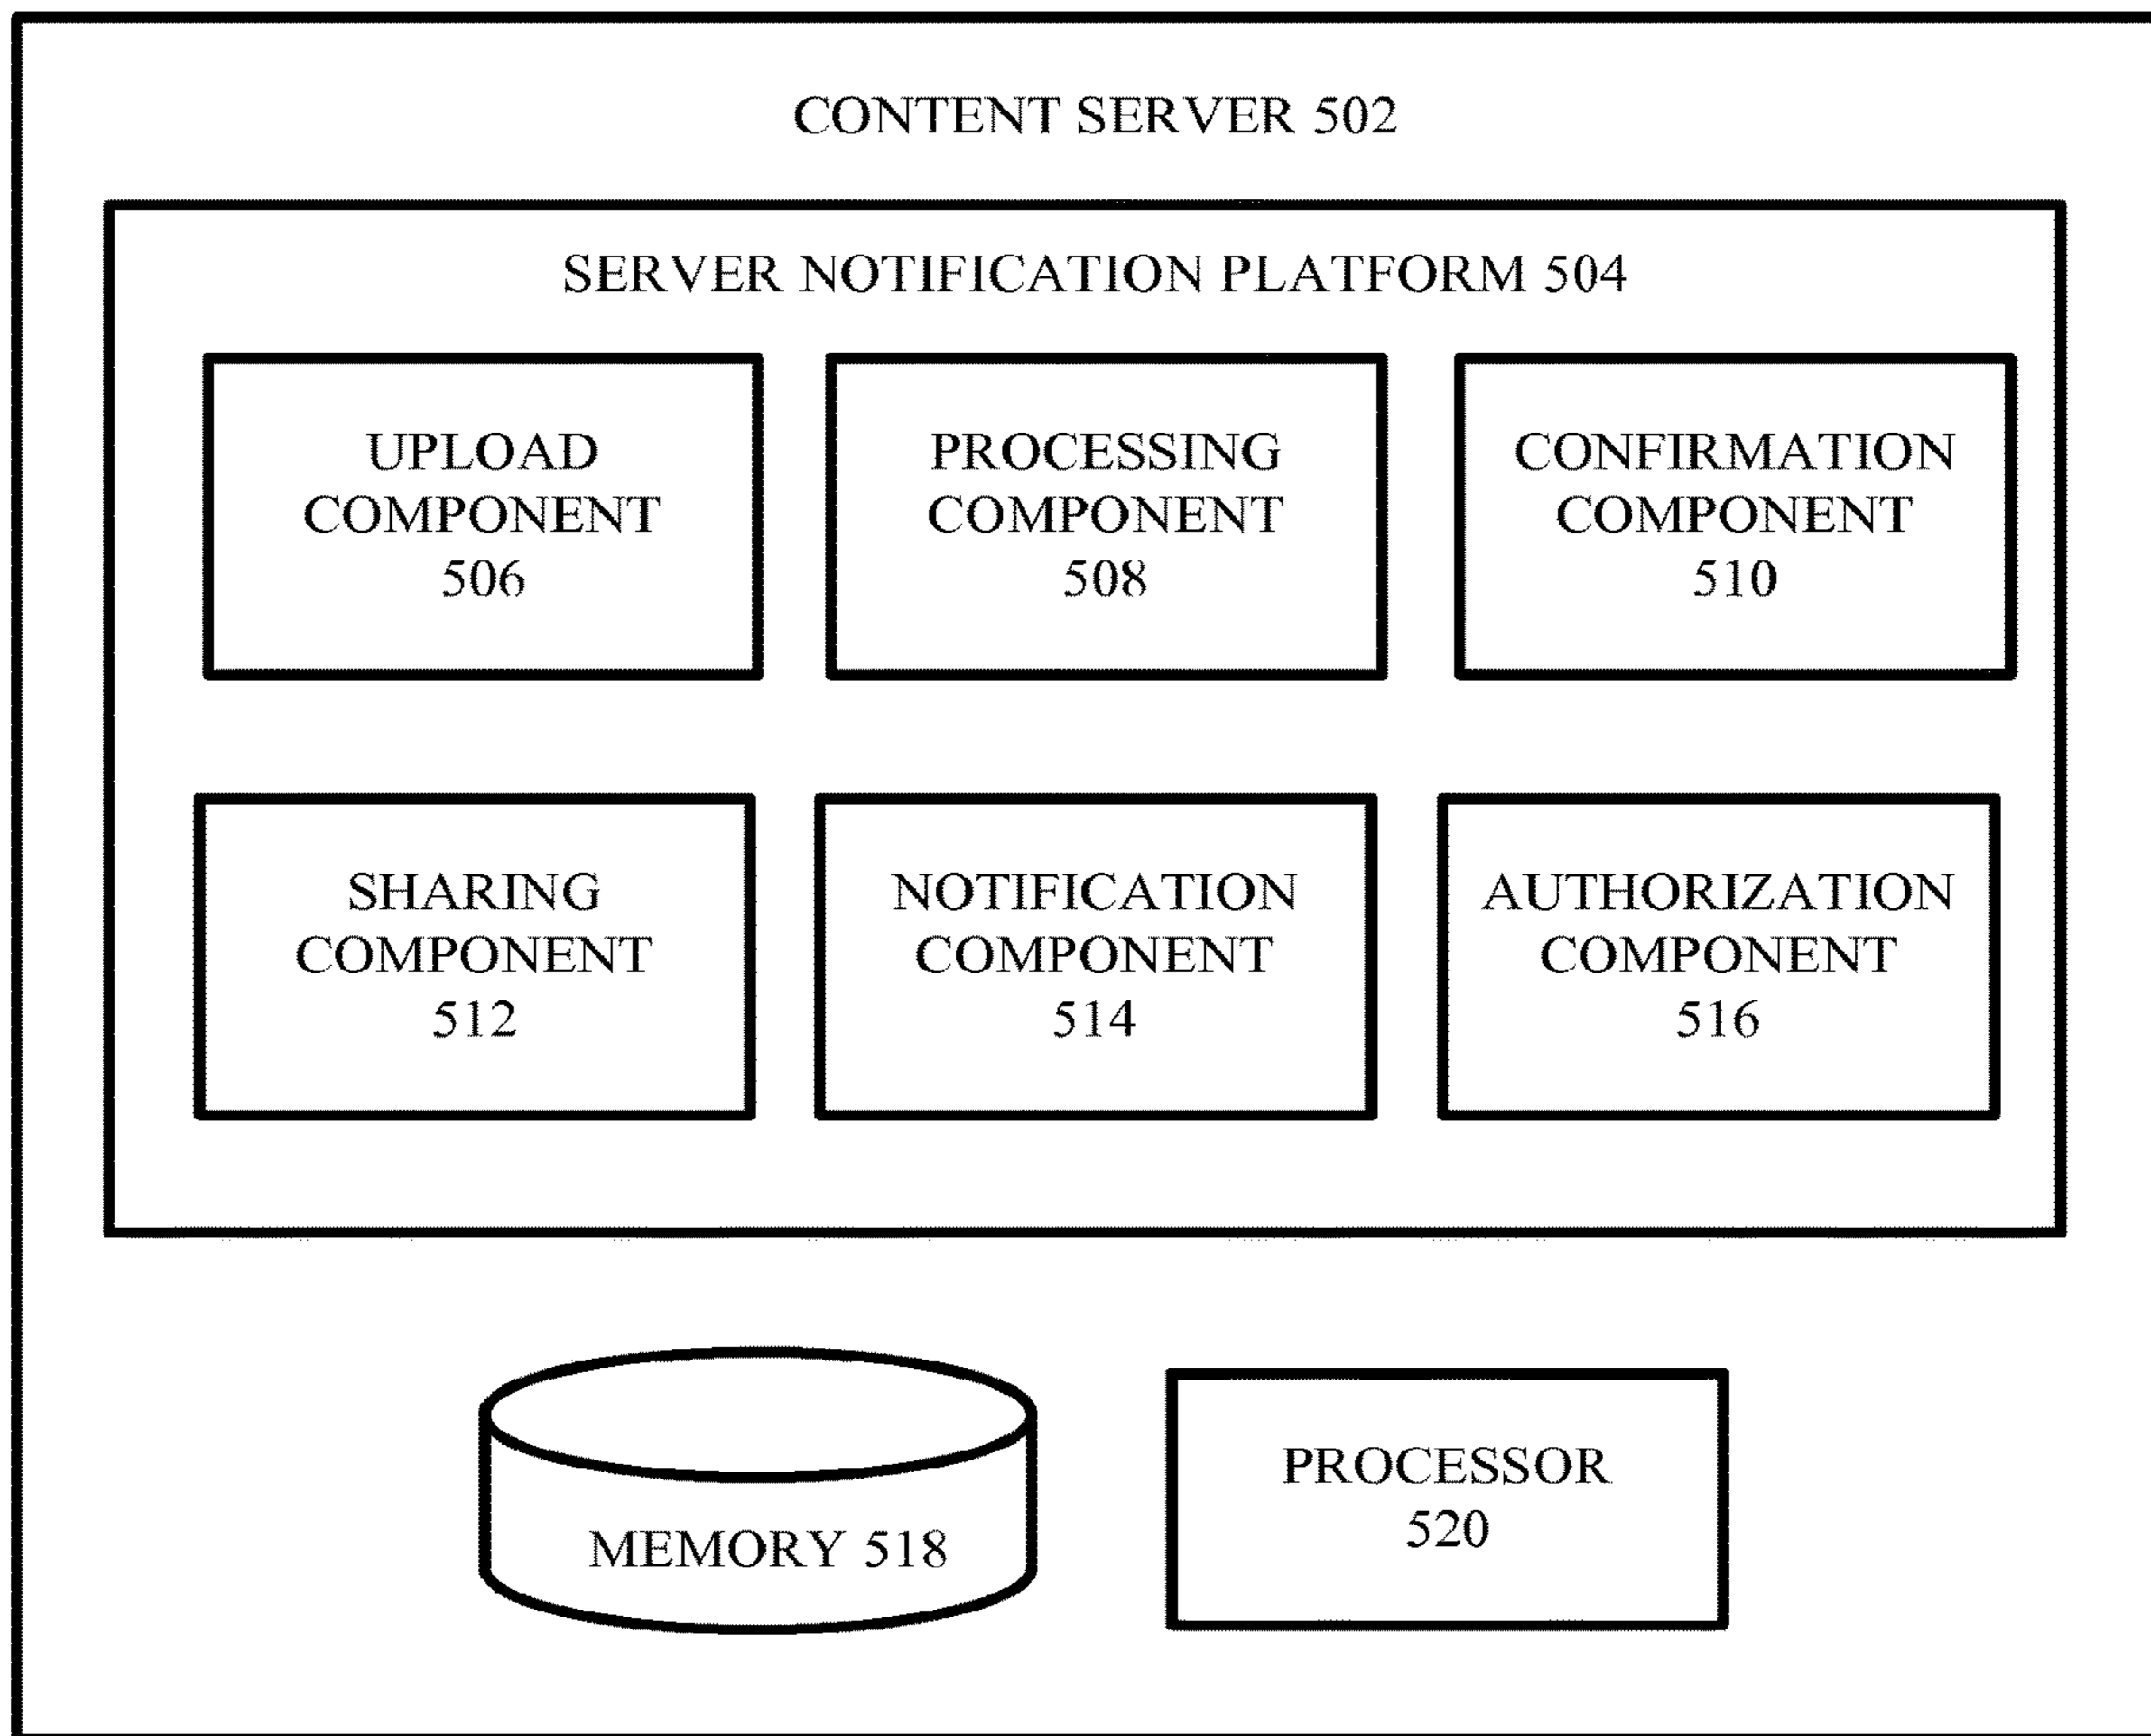 CONTENT SERVER 502
SERVER NOTIFICATION PLATFORM 504
UPLOAD
COMPONENT
506
PROCESSING
COMPONENT
508
CONFIRMATION
COMPONENT
510
SHARING
COMPONENT
512
NOTIFICATION
COMPONENT
514
AUTHORIZATION
COMPONENT
516
MEMORY 518
PROCESSOR
520